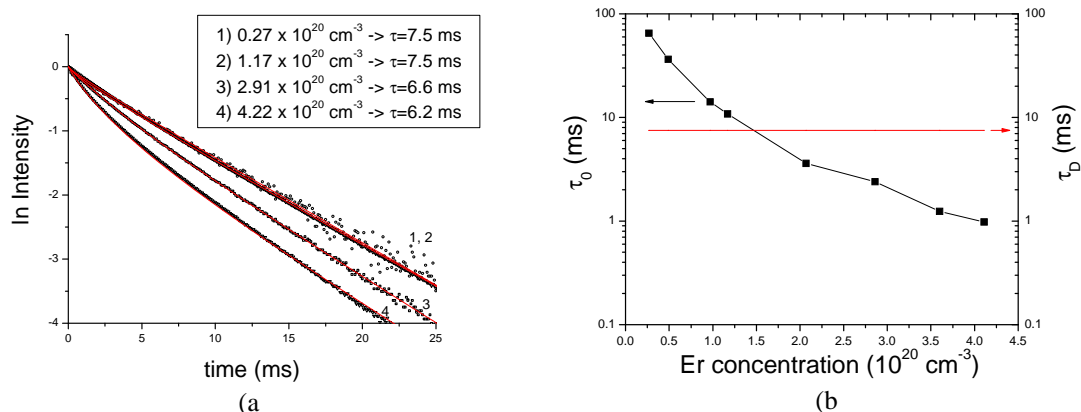 1) 0.27 x 10²⁰ cm⁻³ -> τ=7.5 ms
2) 1.17 x 10²⁰ cm⁻³ -> τ=7.5 ms
3) 2.91 x 10²⁰ cm⁻³ -> τ=6.6 ms
4) 4.22 x 10²⁰ cm⁻³ -> τ=6.2 ms
ln Intensity
0
-1
-2
-3
-4
1, 2
3
4
0 5 10 15 20 25
time (ms)
(a
τ₀ (ms)
100
10
1
0.1
100
10
1
0.1
τ_D (ms)
0.0 0.5 1.0 1.5 2.0 2.5 3.0 3.5 4.0 4.5
Er concentration (10²⁰ cm⁻³)
(b)